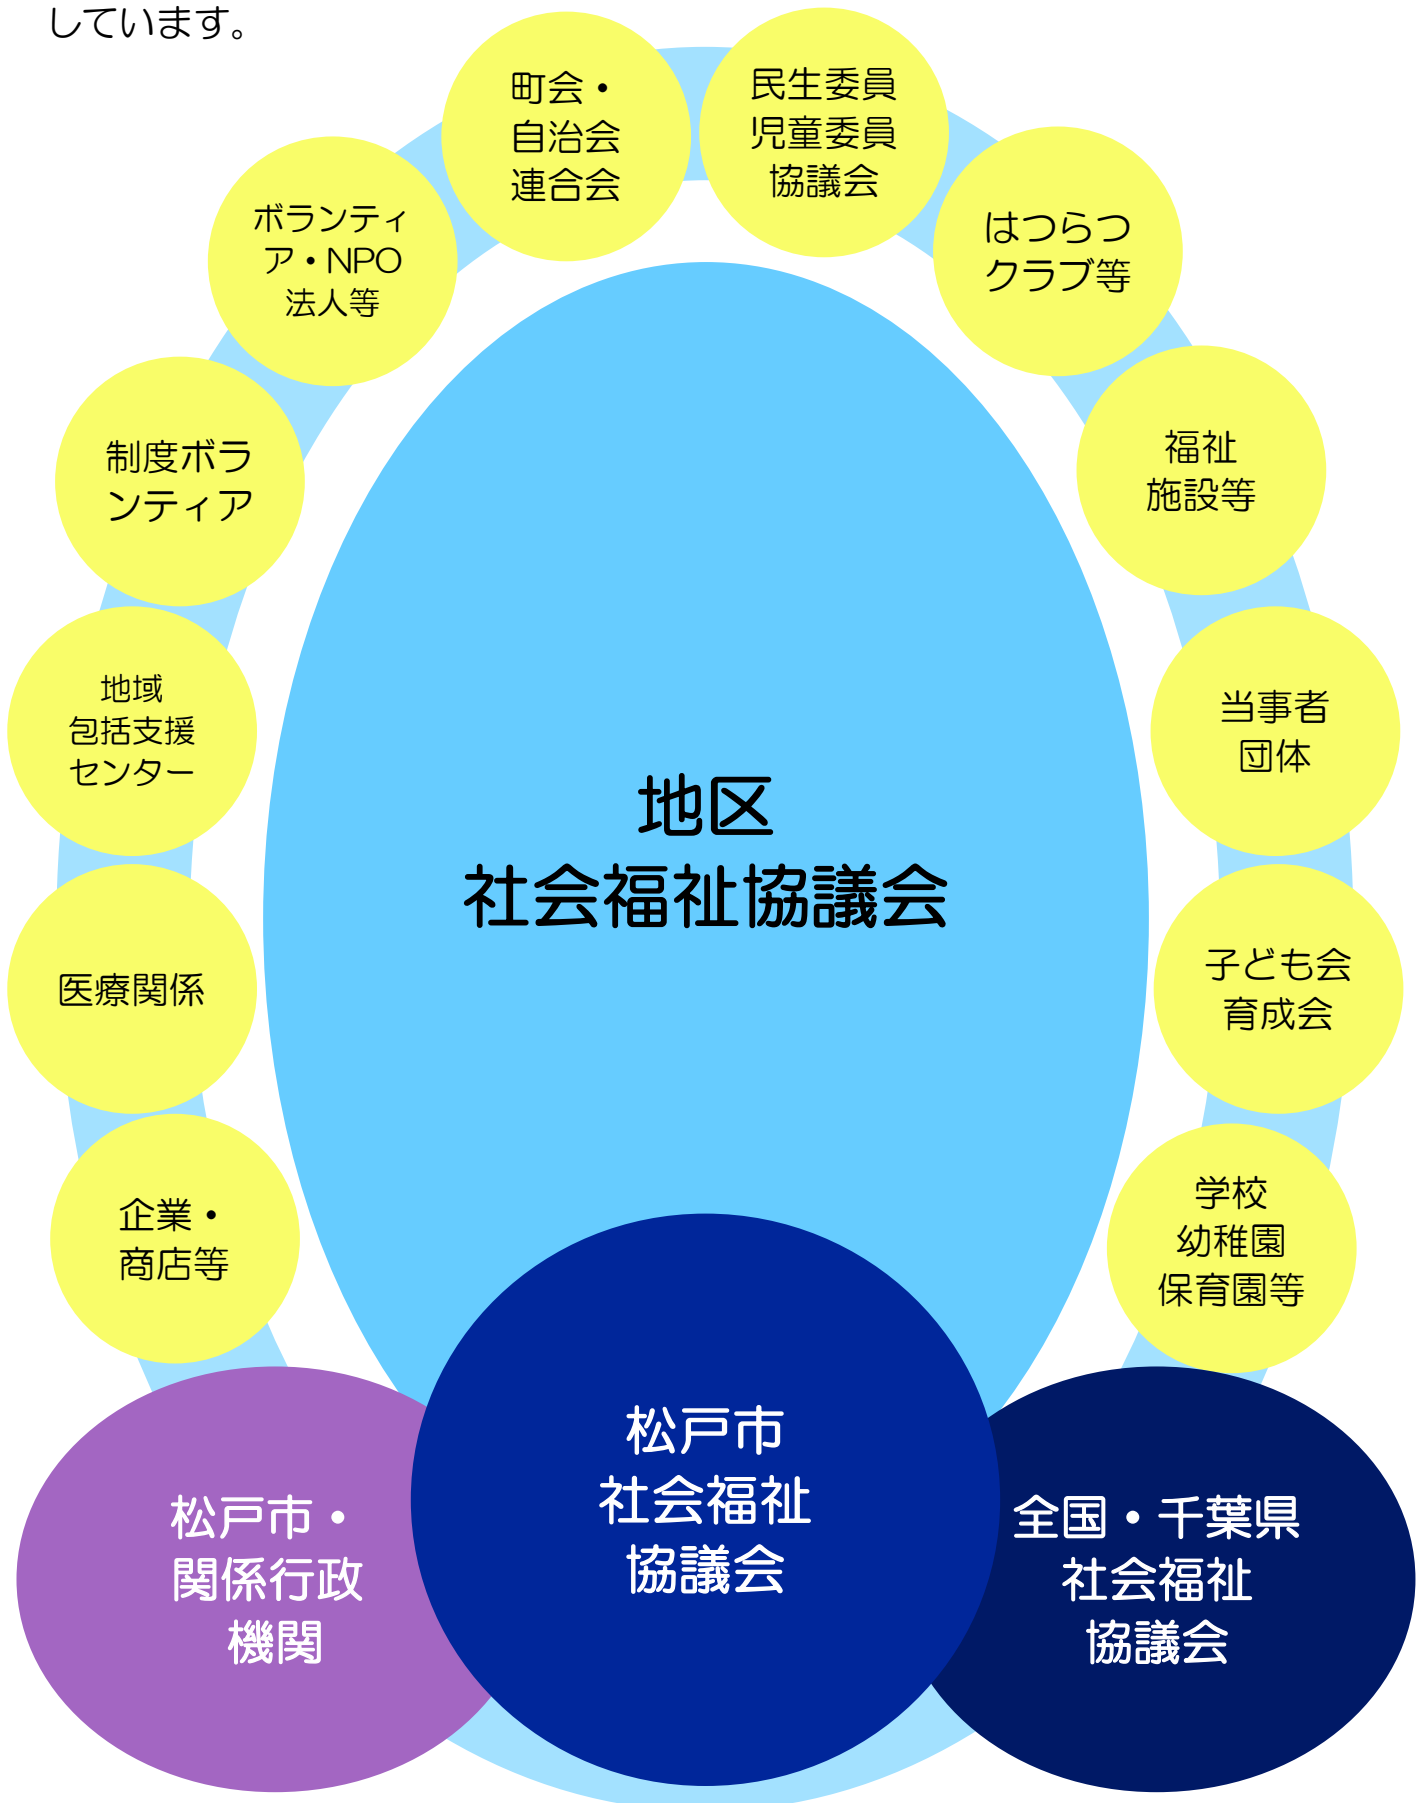 しています。
町会・
自治会
連合会
民生委員
児童委員
協議会
ボランティ
ア・NPO
法人等
はつらつ
クラブ等
制度ボラ
ンティア
福祉
施設等
地域
包括支援
センター
当事者
団体
地区
社会福祉協議会
医療関係
子ども会
育成会
企業・
商店等
学校
幼稚園
保育園等
松戸市・
関係行政
機関
松戸市
社会福祉
協議会
全国・千葉県
社会福祉
協議会